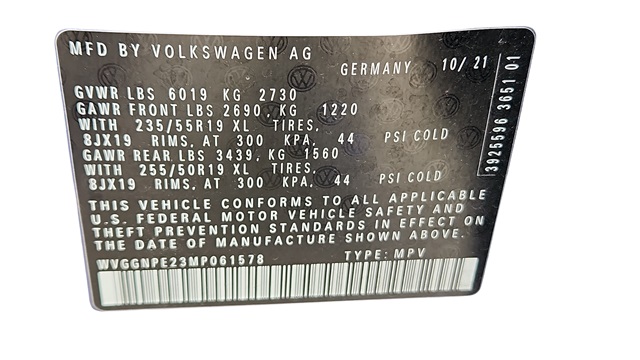 MFD BY VOLKSWAGEN AG
GERMANY 10/ 21
GVWR LBS 6019 KG 2730
GAWR FRONT LBS 2690, KG 1220
WITH 235/55R19 XL TIRES,
8JX19 RIMS, AT 300 KPA, 44 PSI COLD
GAWR REAR LBS 3439, KG 1560
WITH 255/50R19 XL TIRES,
8JX19 RIMS, AT 300 KPA, 44 PSI COLD
THIS VEHICLE CONFORMS TO ALL APPLICABLE
U.S. FEDERAL MOTOR VEHICLE SAFETY AND
THEFT PREVENTION STANDARDS IN EFFECT ON
THE DATE OF MANUFACTURE SHOWN ABOVE.
WVGGNPE23MP061578 TYPE: MPV
3925596 3651 01